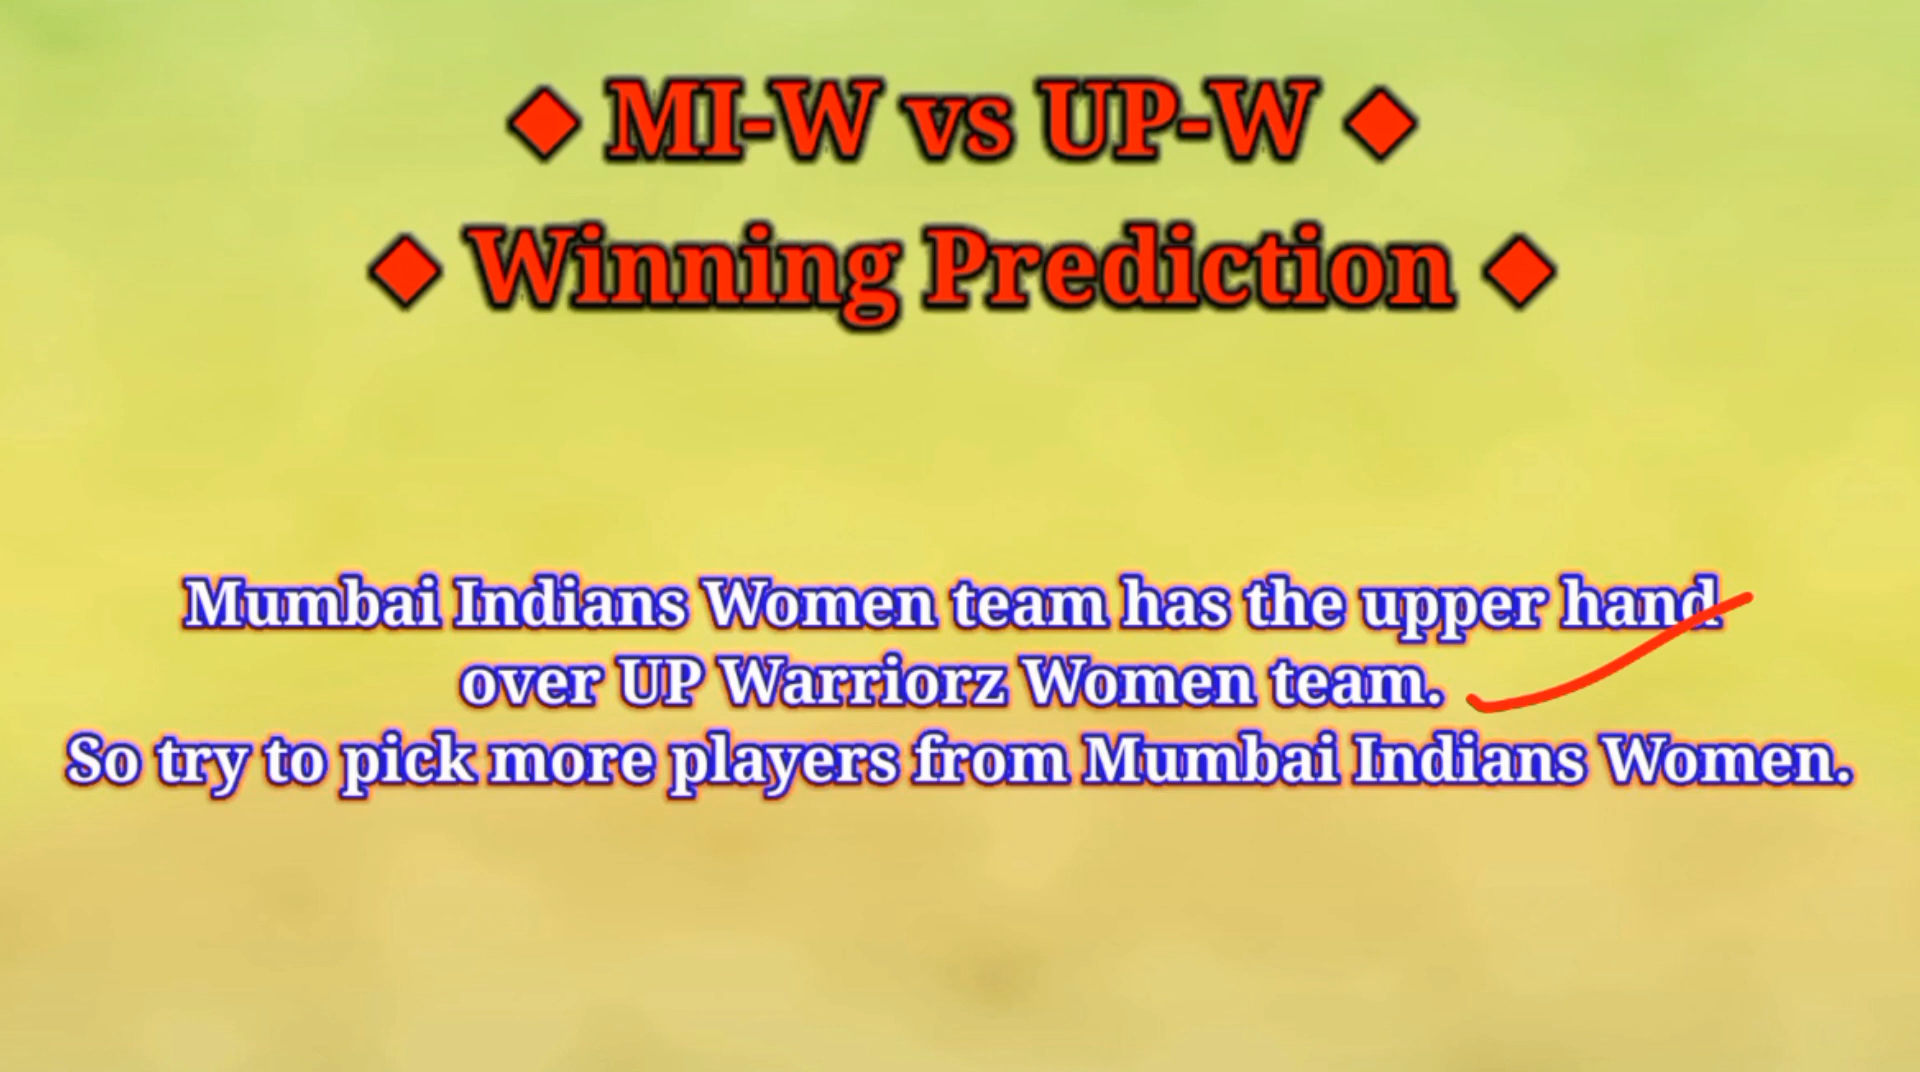 ◆ MI-W vs UP-W ◆
◆ Winning Prediction ◆
Mumbai Indians Women team has the upper hand
over UP Warriorz Women team.
So try to pick more players from Mumbai Indians Women.